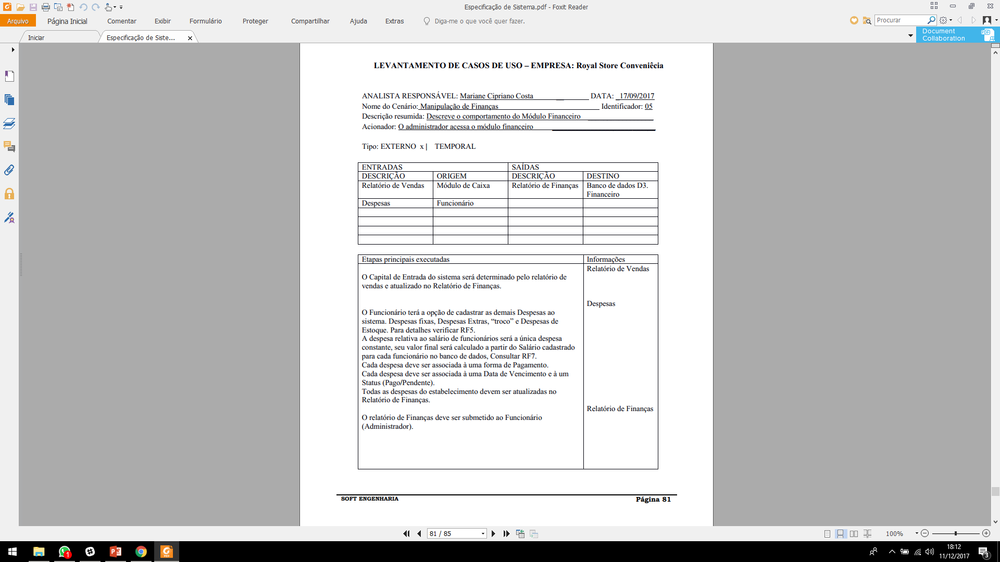 Especificação de Sistema.pdf - Foxit Reader
Arquivo Página Inicial Comentar Exibir Formulário Proteger Compartilhar Ajuda Extras Diga-me o que você quer fazer. Procurar
Iniciar Especificação de Siste... Document Collaboration
LEVANTAMENTO DE CASOS DE USO – EMPRESA: Royal Store Conveniêcia
ANALISTA RESPONSÁVEL: Mariane Cipriano Costa DATA: 17/09/2017
Nome do Cenário: Manipulação de Finanças Identificador: 05
Descrição resumida: Descreve o comportamento do Módulo Financeiro
Acionador: O administrador acessa o módulo financeiro
Tipo: EXTERNO x | TEMPORAL
ENTRADAS SAÍDAS
DESCRIÇÃO ORIGEM DESCRIÇÃO DESTINO
Relatório de Vendas Módulo de Caixa Relatório de Finanças Banco de dados D3.
Financeiro
Despesas Funcionário
Etapas principais executadas Informações
Relatório de Vendas
O Capital de Entrada do sistema será determinado pelo relatório de
vendas e atualizado no Relatório de Finanças.
Despesas
O Funcionário terá a opção de cadastrar as demais Despesas ao
sistema. Despesas fixas, Despesas Extras, “troco” e Despesas de
Estoque. Para detalhes verificar RF5.
A despesa relativa ao salário de funcionários será a única despesa
constante, seu valor final será calculado a partir do Salário cadastrado
para cada funcionário no banco de dados, Consultar RF7.
Cada despesa deve ser associada à uma forma de Pagamento.
Cada despesa deve ser associada à uma Data de Vencimento e à um
Status (Pago/Pendente).
Todas as despesas do estabelecimento devem ser atualizadas no
Relatório de Finanças.
Relatório de Finanças
O relatório de Finanças deve ser submetido ao Funcionário
(Administrador).
SOFT ENGENHARIA Página 81
81 / 85 100%
18:12
11/12/2017